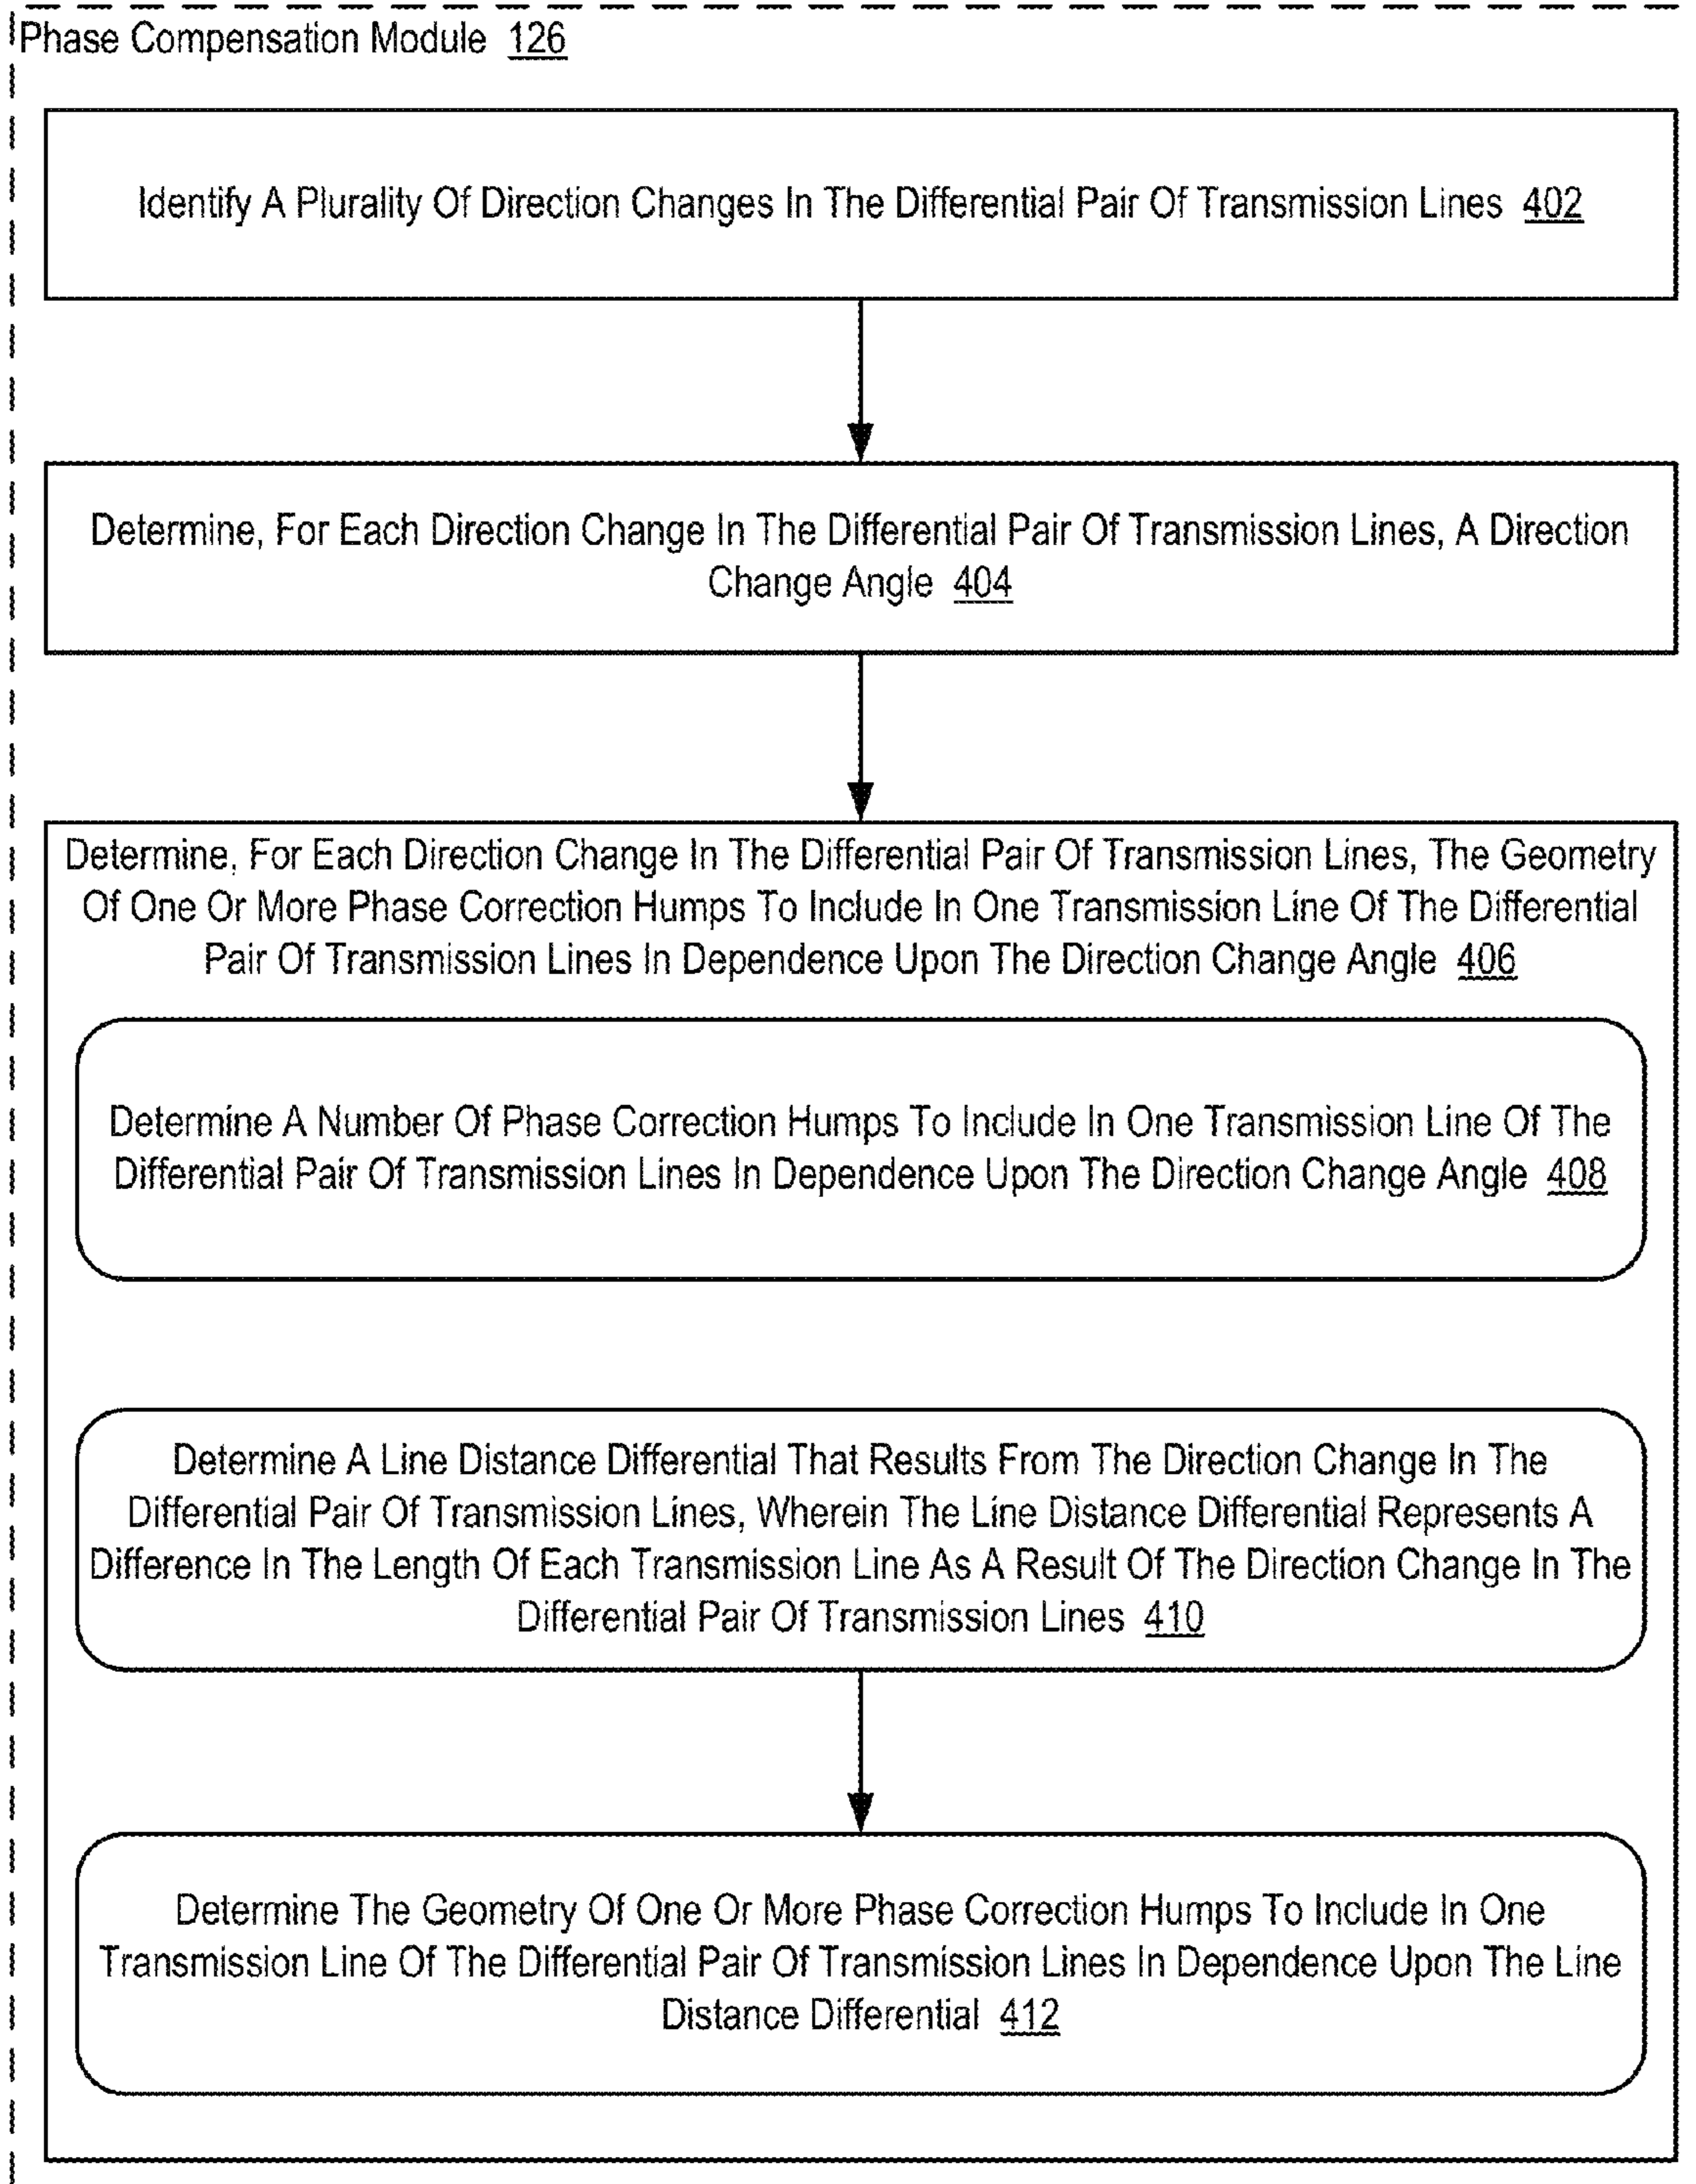 Phase Compensation Module 126
Identify A Plurality Of Direction Changes In The Differential Pair Of Transmission Lines 402
Determine, For Each Direction Change In The Differential Pair Of Transmission Lines, A Direction
Change Angle 404
Determine, For Each Direction Change In The Differential Pair Of Transmission Lines, The Geometry
Of One Or More Phase Correction Humps To Include In One Transmission Line Of The Differential
Pair Of Transmission Lines In Dependence Upon The Direction Change Angle 406
Determine A Number Of Phase Correction Humps To Include In One Transmission Line Of The
Differential Pair Of Transmission Lines In Dependence Upon The Direction Change Angle 408
Determine A Line Distance Differential That Results From The Direction Change In The
Differential Pair Of Transmission Lines, Wherein The Line Distance Differential Represents A
Difference In The Length Of Each Transmission Line As A Result Of The Direction Change In The
Differential Pair Of Transmission Lines 410
Determine The Geometry Of One Or More Phase Correction Humps To Include In One
Transmission Line Of The Differential Pair Of Transmission Lines In Dependence Upon The Line
Distance Differential 412